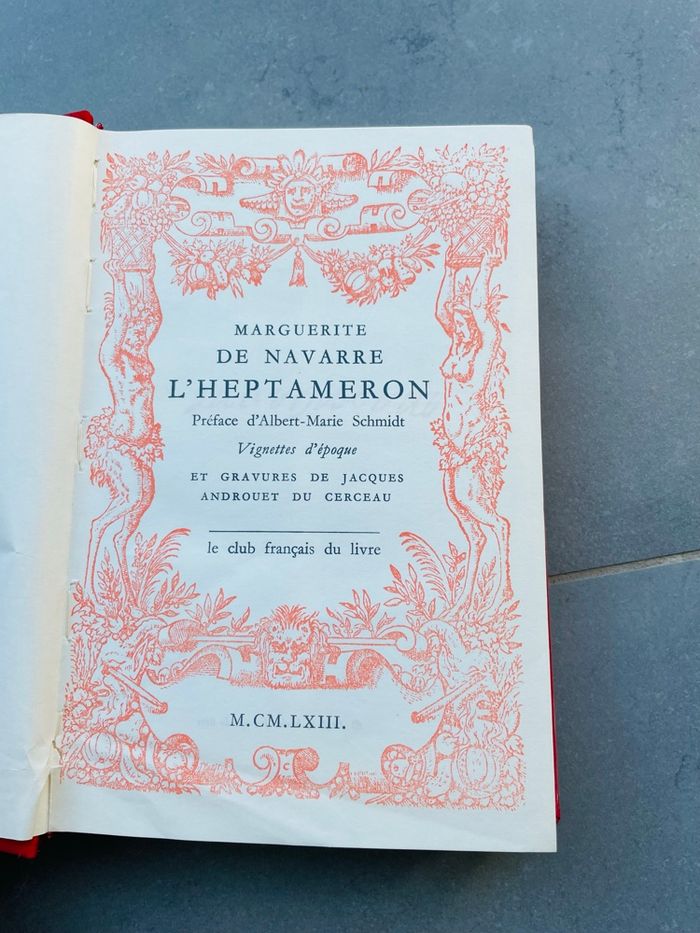 MARGUERITE
DE NAVARRE
L'HEPTAMERON
Préface d'Albert-Marie Schmidt
Vignettes d'époque
ET GRAVURES DE JACQUES
ANDROUET DU CERCEAU
le club français du livre
M.CM.LXIII.